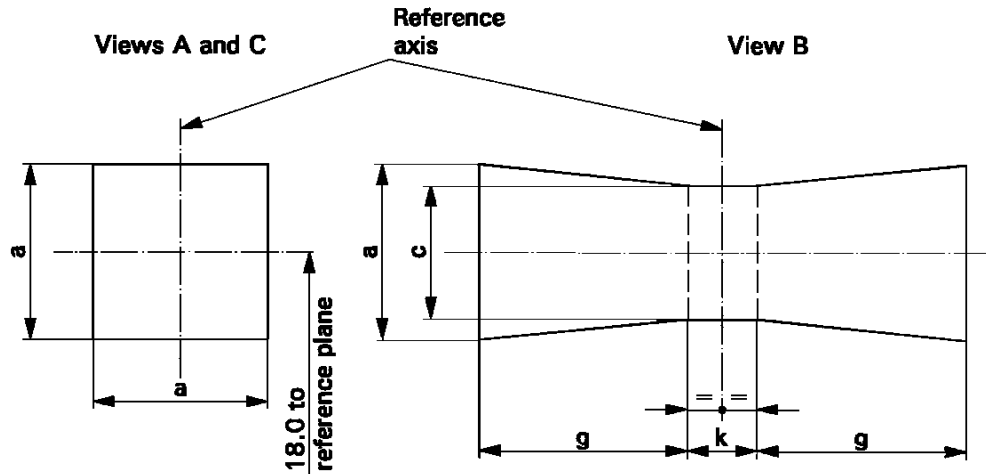 Reference
axis
Views A and C
View B
a
a
18.0 to
reference plane
a
c
= =
g
k
g